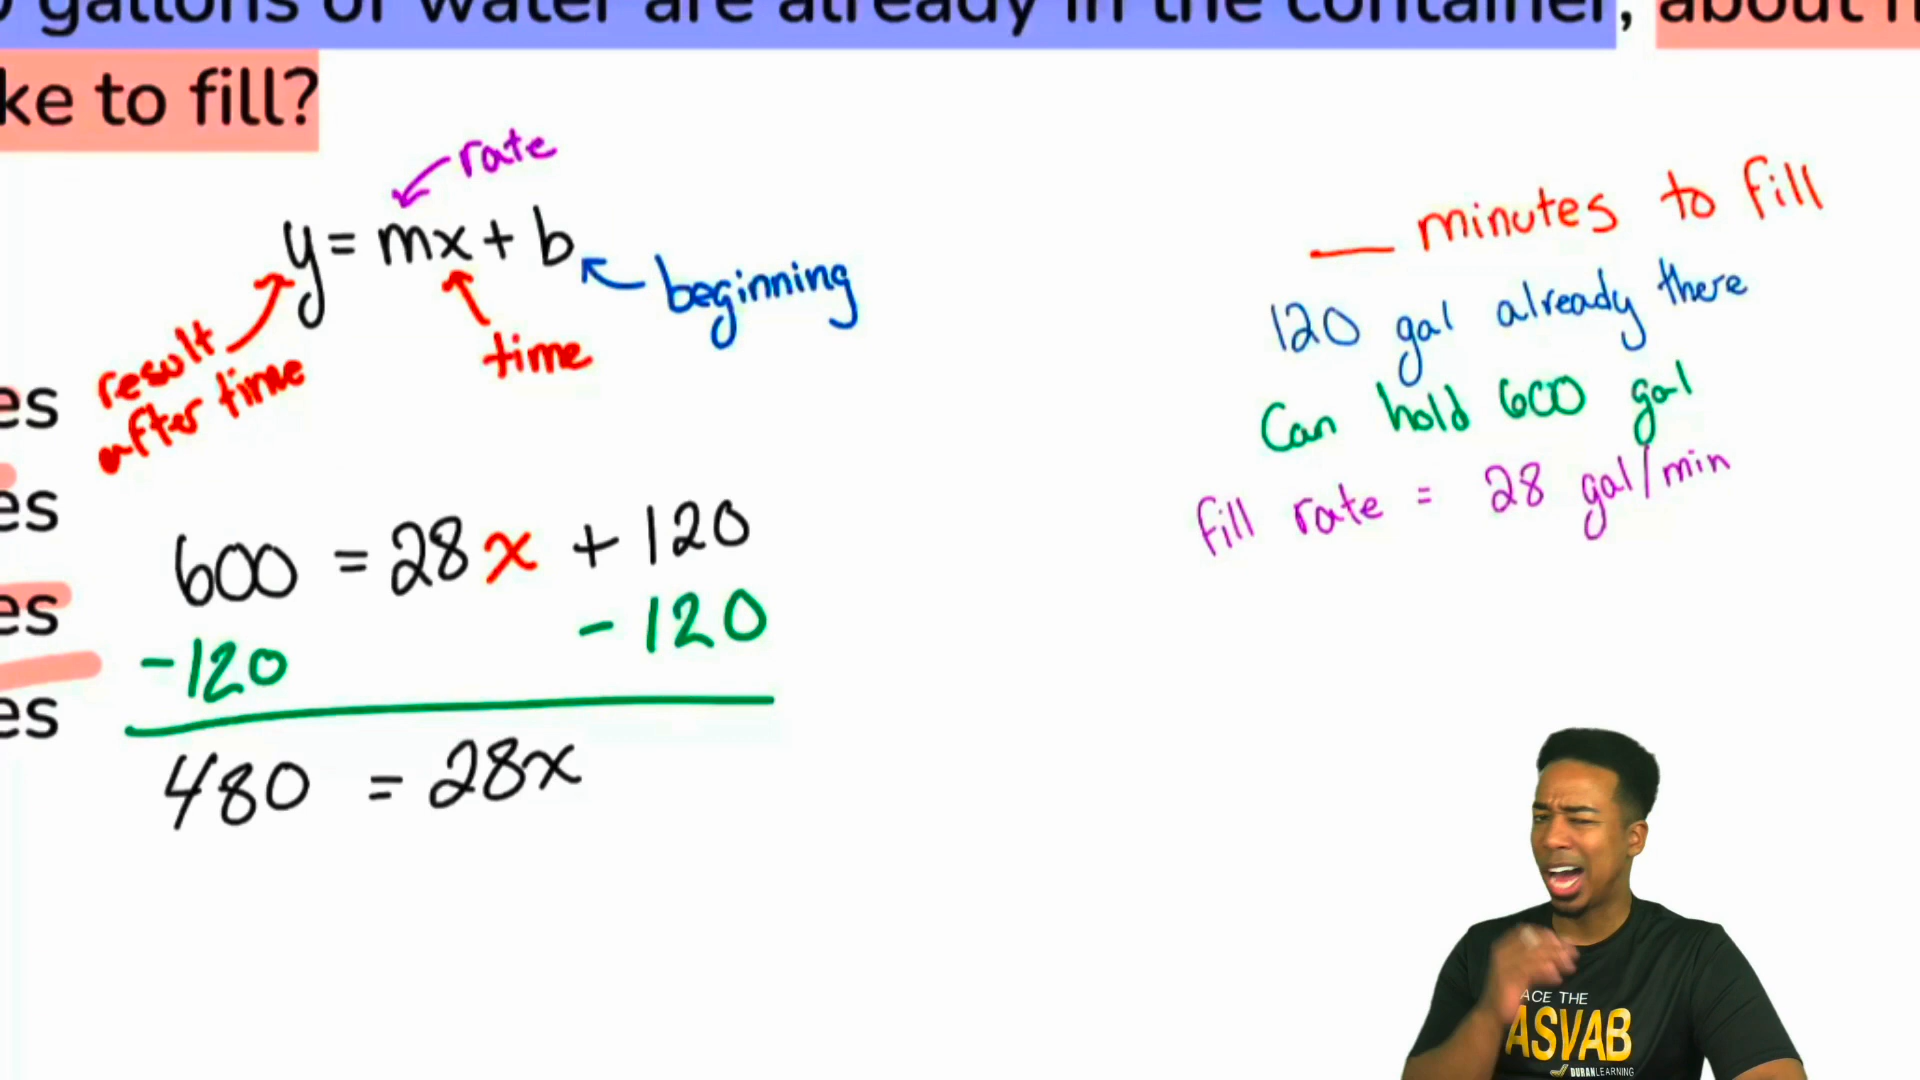 gallons of water are already in the container, about
ke to fill?
rate
y = mx + b
beginning
time
result
after time
es
es
es
es
600 = 28x + 120
-120 - 120
480 = 28x
__ minutes to fill
120 gal already there
Can hold 600 gal
fill rate = 28 gal/min
ACE THE
ASVAB
DURANLEARNING